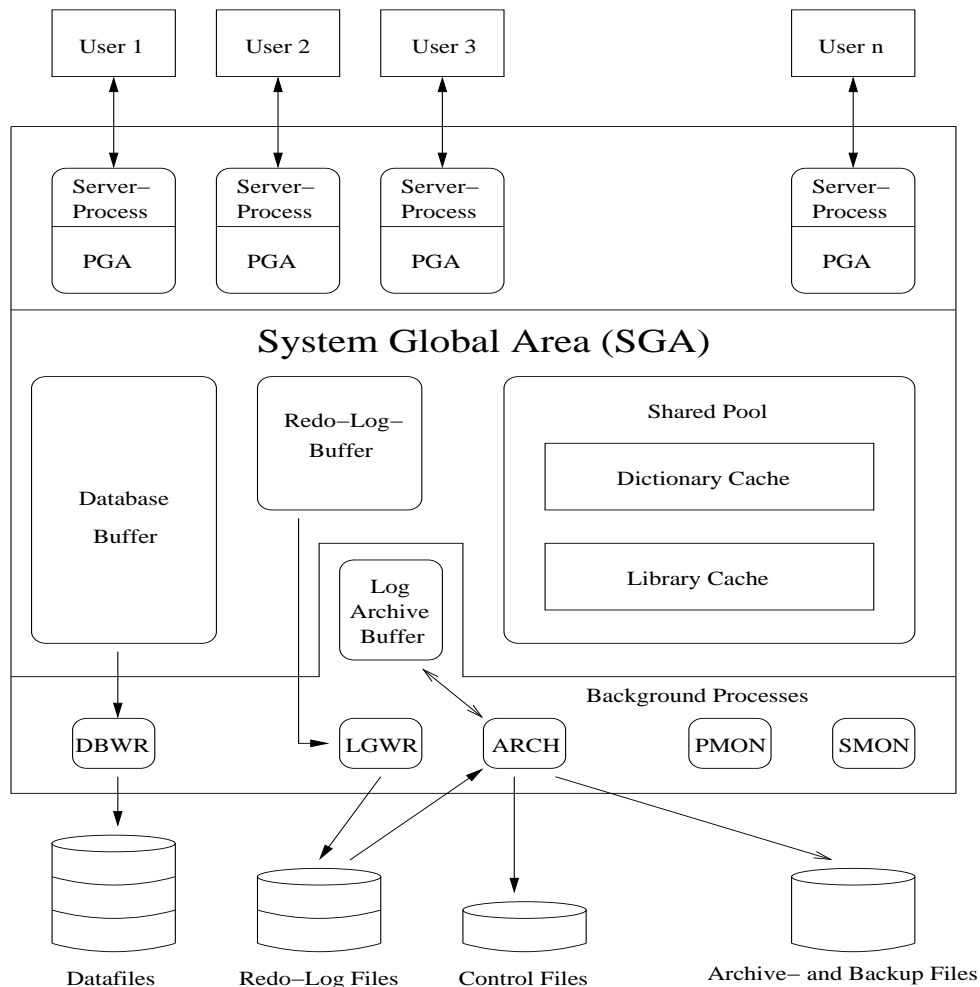 User 1
User 2
User 3
User n
Server–
Process
PGA
Server–
Process
PGA
Server–
Process
PGA
Server–
Process
PGA
System Global Area (SGA)
Database
Buffer
Redo–Log–
Buffer
Shared Pool
Dictionary Cache
Library Cache
Log
Archive
Buffer
Background Processes
DBWR
LGWR
ARCH
PMON
SMON
Datafiles
Redo–Log Files
Control Files
Archive– and Backup Files